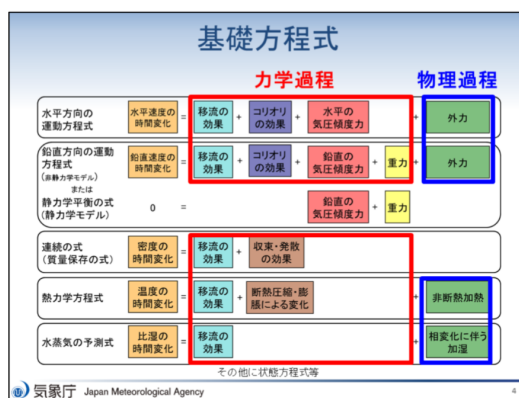 基礎方程式
力学過程 物理過程
水平方向の
運動方程式
水平速度の
時間変化
=
移流の
効果
+
コリオリ
の効果
+
水平の
気圧傾度力
+
外力
鉛直方向の運動
方程式
(非静力学モデル)
または
静力学平衡の式
(静力学モデル)
鉛直速度の
時間変化
=
移流の
効果
+
コリオリ
の効果
+
鉛直の
気圧傾度力
+
重力
+
外力
0 =
鉛直の
気圧傾度力
+
重力
連続の式
(質量保存の式)
密度の
時間変化
=
移流の
効果
+
収束・発散
の効果
熱力学方程式
温度の
時間変化
=
移流の
効果
+
断熱圧縮・膨
脹による変化
+
非断熱加熱
水蒸気の予測式
比湿の
時間変化
=
移流の
効果
+
相変化に伴う
加湿
その他に状態方程式等
気象庁 Japan Meteorological Agency
4